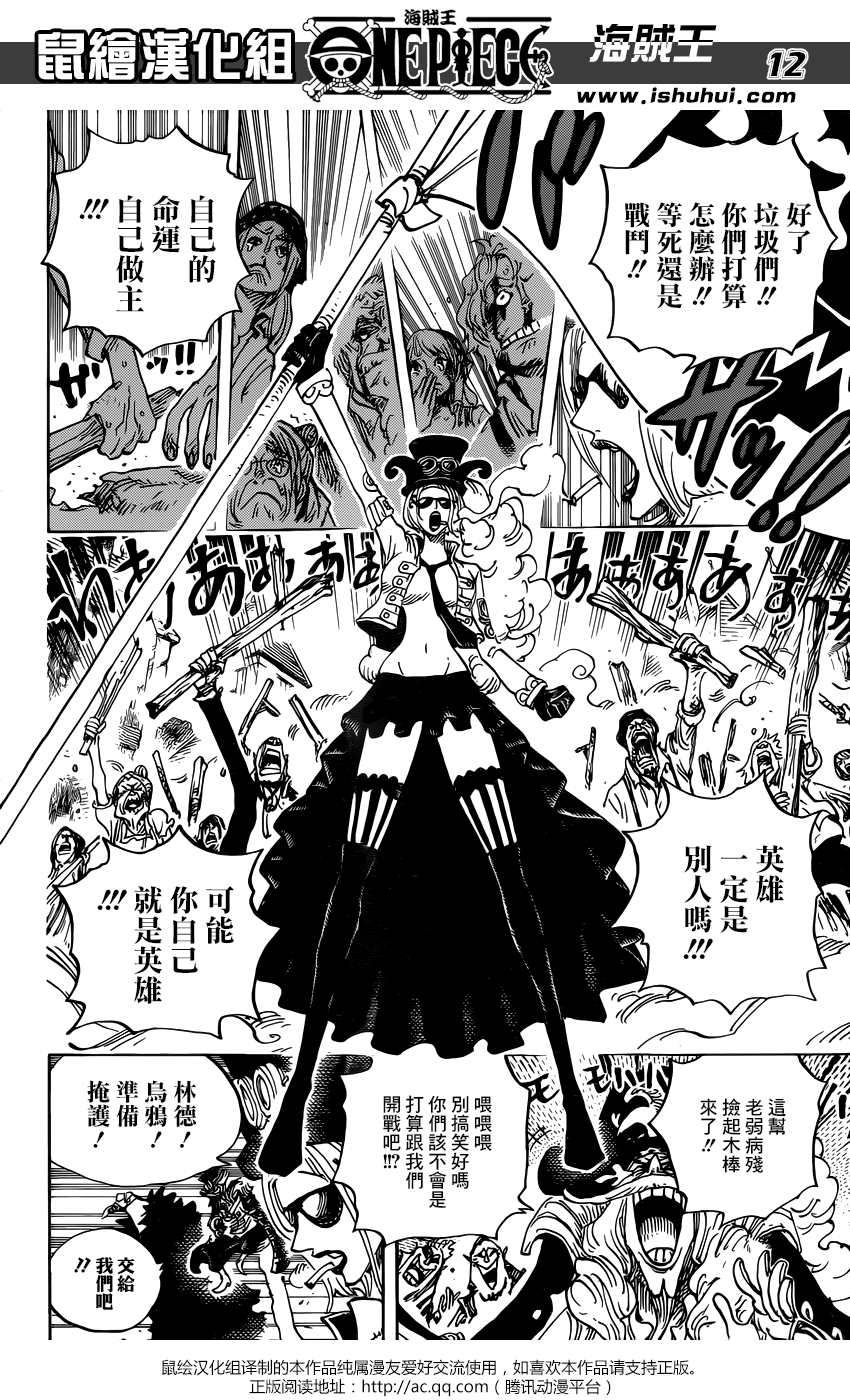 鼠繪漢化組
海賊王
ONE PIECE
海賊王
12
www.ishuhui.com
好了
垃圾們!!
你們打算
怎麼辦!!
等死還是
戰鬥!!
自己的
命運
自己做主
!!!
ガッ!!
わああああああああ
英雄
一定是
別人嗎!!!
可能
你自己
就是英雄
!!!
這幫
老弱病殘
撿起木棒
來了!!
喂喂喂
別搞笑好嗎
你們該不會是
打算跟我們
開戰吧!!?
林德!
烏鴉!
準備
掩護!
交給
我們吧
!!
鼠绘汉化组译制的本作品纯属漫友爱好交流使用，如喜欢本作品请支持正版。
正版阅读地址：http://ac.qq.com（腾讯动漫平台）